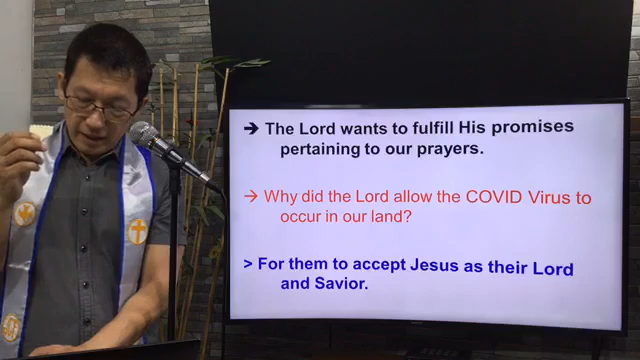 ➔ The Lord wants to fulfill His promises
pertaining to our prayers.
→ Why did the Lord allow the COVID Virus to
occur in our land?
> For them to accept Jesus as their Lord
and Savior.